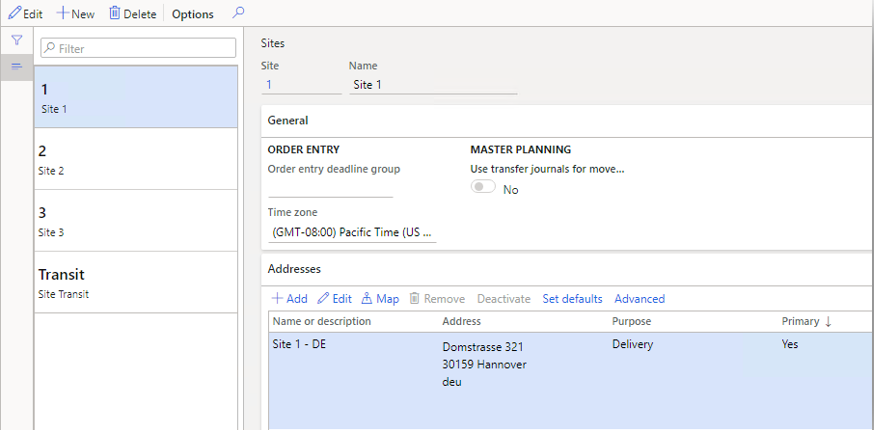 Edit New Delete Options
Filter
1
Site 1
2
Site 2
3
Site 3
Transit
Site Transit
Sites
Site Name
1 Site 1
General
ORDER ENTRY MASTER PLANNING
Order entry deadline group Use transfer journals for move...
No
Time zone
(GMT-08:00) Pacific Time (US ...
Addresses
+ Add Edit Map Remove Deactivate Set defaults Advanced
Name or description Address Purpose Primary ↓
Site 1 - DE Domstrasse 321 Delivery Yes
30159 Hannover
deu